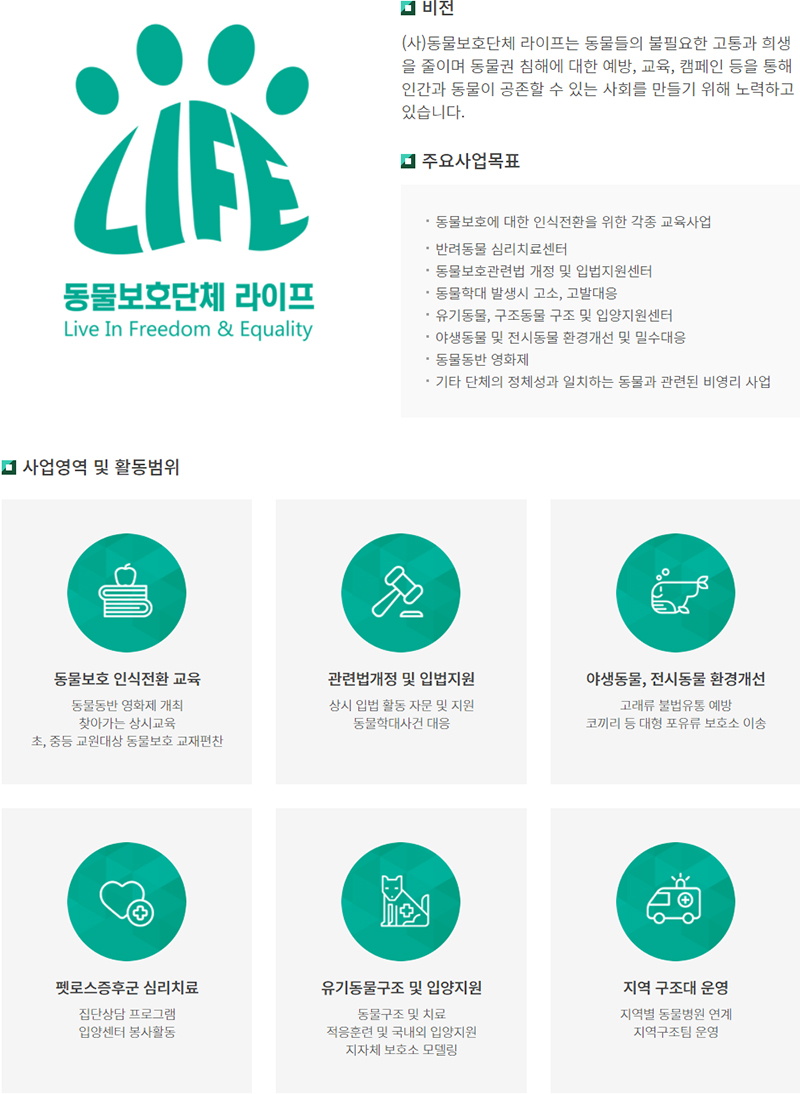 LIFE
동물보호단체 라이프
Live In Freedom & Equality
비전
(사)동물보호단체 라이프는 동물들의 불필요한 고통과 희생
을 줄이며 동물권 침해에 대한 예방, 교육, 캠페인 등을 통해
인간과 동물이 공존할 수 있는 사회를 만들기 위해 노력하고
있습니다.
주요사업목표
· 동물보호에 대한 인식전환을 위한 각종 교육사업
· 반려동물 심리치료센터
· 동물보호관련법 개정 및 입법지원센터
· 동물학대 발생시 고소, 고발대응
· 유기동물, 구조동물 구조 및 입양지원센터
· 야생동물 및 전시동물 환경개선 및 밀수대응
· 동물동반 영화제
· 기타 단체의 정체성과 일치하는 동물과 관련된 비영리 사업
사업영역 및 활동범위
동물보호 인식전환 교육
동물동반 영화제 개최
찾아가는 상시교육
초, 중등 교원대상 동물보호 교재편찬
관련법개정 및 입법지원
상시 입법 활동 자문 및 지원
동물학대사건 대응
야생동물, 전시동물 환경개선
고래류 불법유통 예방
코끼리 등 대형 포유류 보호소 이송
펫로스증후군 심리치료
집단상담 프로그램
입양센터 봉사활동
유기동물구조 및 입양지원
동물구조 및 치료
적응훈련 및 국내외 입양지원
지자체 보호소 모델링
지역 구조대 운영
지역별 동물병원 연계
지역구조팀 운영